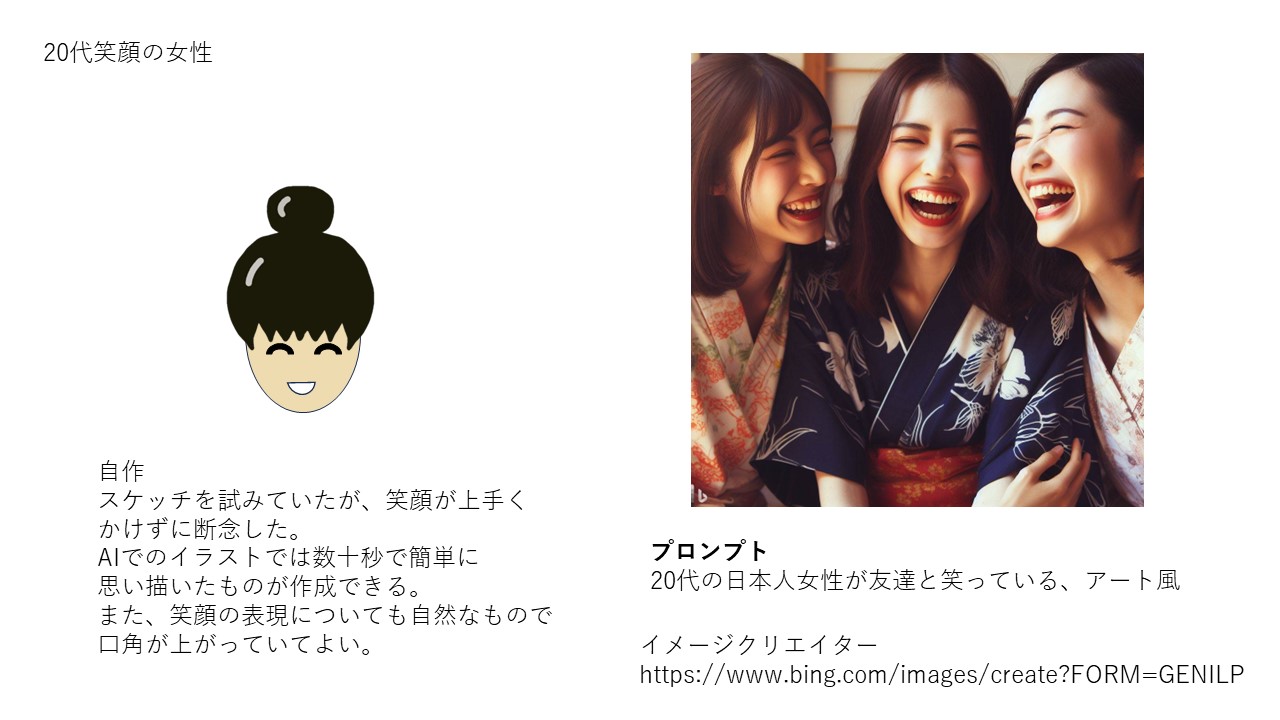 20代笑顔の女性
自作
スケッチを試みていたが、笑顔が上手く
かけずに断念した。
AIでのイラストでは数十秒で簡単に
思い描いたものが作成できる。
また、笑顔の表現についても自然なもので
口角が上がっていてよい。
プロンプト
20代の日本人女性が友達と笑っている、アート風
イメージクリエイター
https://www.bing.com/images/create?FORM=GENILP